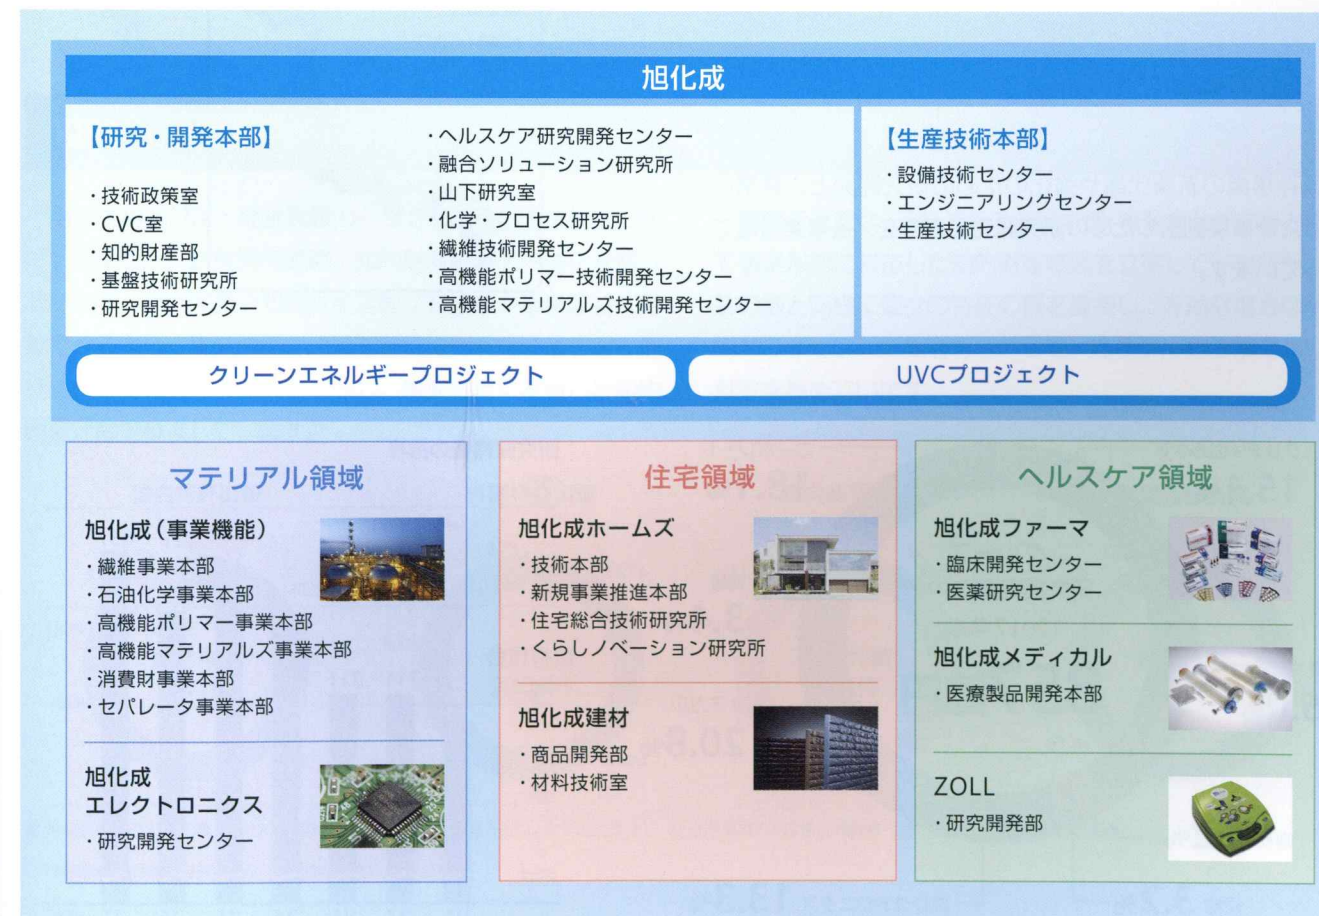 旭化成
【研究・開発本部】
・技術政策室
・CVC室
・知的財産部
・基盤技術研究所
・研究開発センター
・ヘルスケア研究開発センター
・融合ソリューション研究所
・山下研究室
・化学・プロセス研究所
・繊維技術開発センター
・高機能ポリマー技術開発センター
・高機能マテリアルズ技術開発センター
【生産技術本部】
・設備技術センター
・エンジニアリングセンター
・生産技術センター
クリーンエネルギープロジェクト
UVCプロジェクト
マテリアル領域
旭化成（事業機能）
・繊維事業本部
・石油化学事業本部
・高機能ポリマー事業本部
・高機能マテリアルズ事業本部
・消費財事業本部
・セパレータ事業本部
旭化成
エレクトロニクス
・研究開発センター
住宅領域
旭化成ホームズ
・技術本部
・新規事業推進本部
・住宅総合技術研究所
・くらしノベーション研究所
旭化成建材
・商品開発部
・材料技術室
ヘルスケア領域
旭化成ファーマ
・臨床開発センター
・医薬研究センター
旭化成メディカル
・医療製品開発本部
ZOLL
・研究開発部